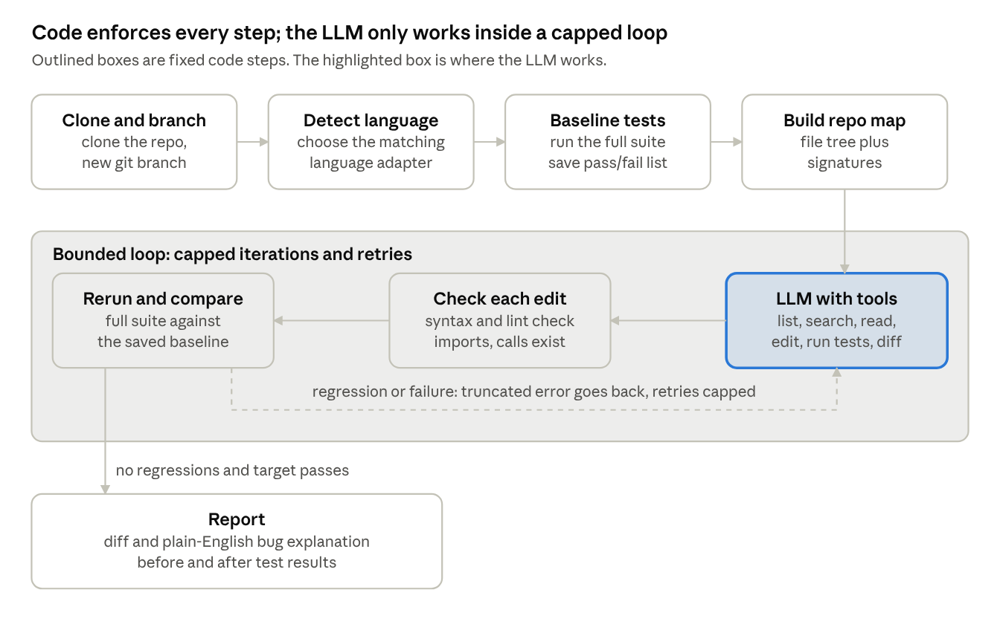 Code enforces every step; the LLM only works inside a capped loop
Outlined boxes are fixed code steps. The highlighted box is where the LLM works.
Clone and branch
clone the repo,
new git branch
Detect language
choose the matching
language adapter
Baseline tests
run the full suite
save pass/fail list
Build repo map
file tree plus
signatures
Bounded loop: capped iterations and retries
Rerun and compare
full suite against
the saved baseline
Check each edit
syntax and lint check
imports, calls exist
LLM with tools
list, search, read,
edit, run tests, diff
regression or failure: truncated error goes back, retries capped
no regressions and target passes
Report
diff and plain-English bug explanation
before and after test results